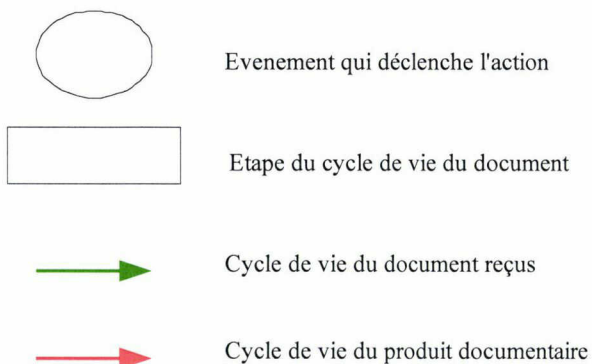 Evenement qui déclenche l'action
Etape du cycle de vie du document
Cycle de vie du document reçus
Cycle de vie du produit documentaire